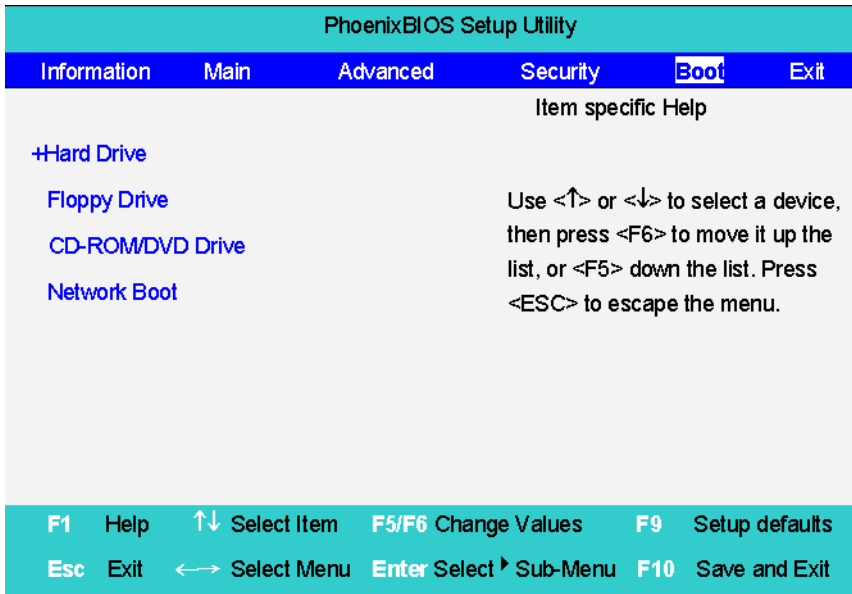 PhoenixBIOS Setup Utility
Information Main Advanced Security Boot Exit
Item specific Help
+Hard Drive
Floppy Drive
CD-ROM/DVD Drive
Network Boot
Use <↑> or <↓> to select a device,
then press <F6> to move it up the
list, or <F5> down the list. Press
<ESC> to escape the menu.
F1 Help ↑↓ Select Item F5/F6 Change Values F9 Setup defaults
Esc Exit ←→ Select Menu Enter Select ▸ Sub-Menu F10 Save and Exit